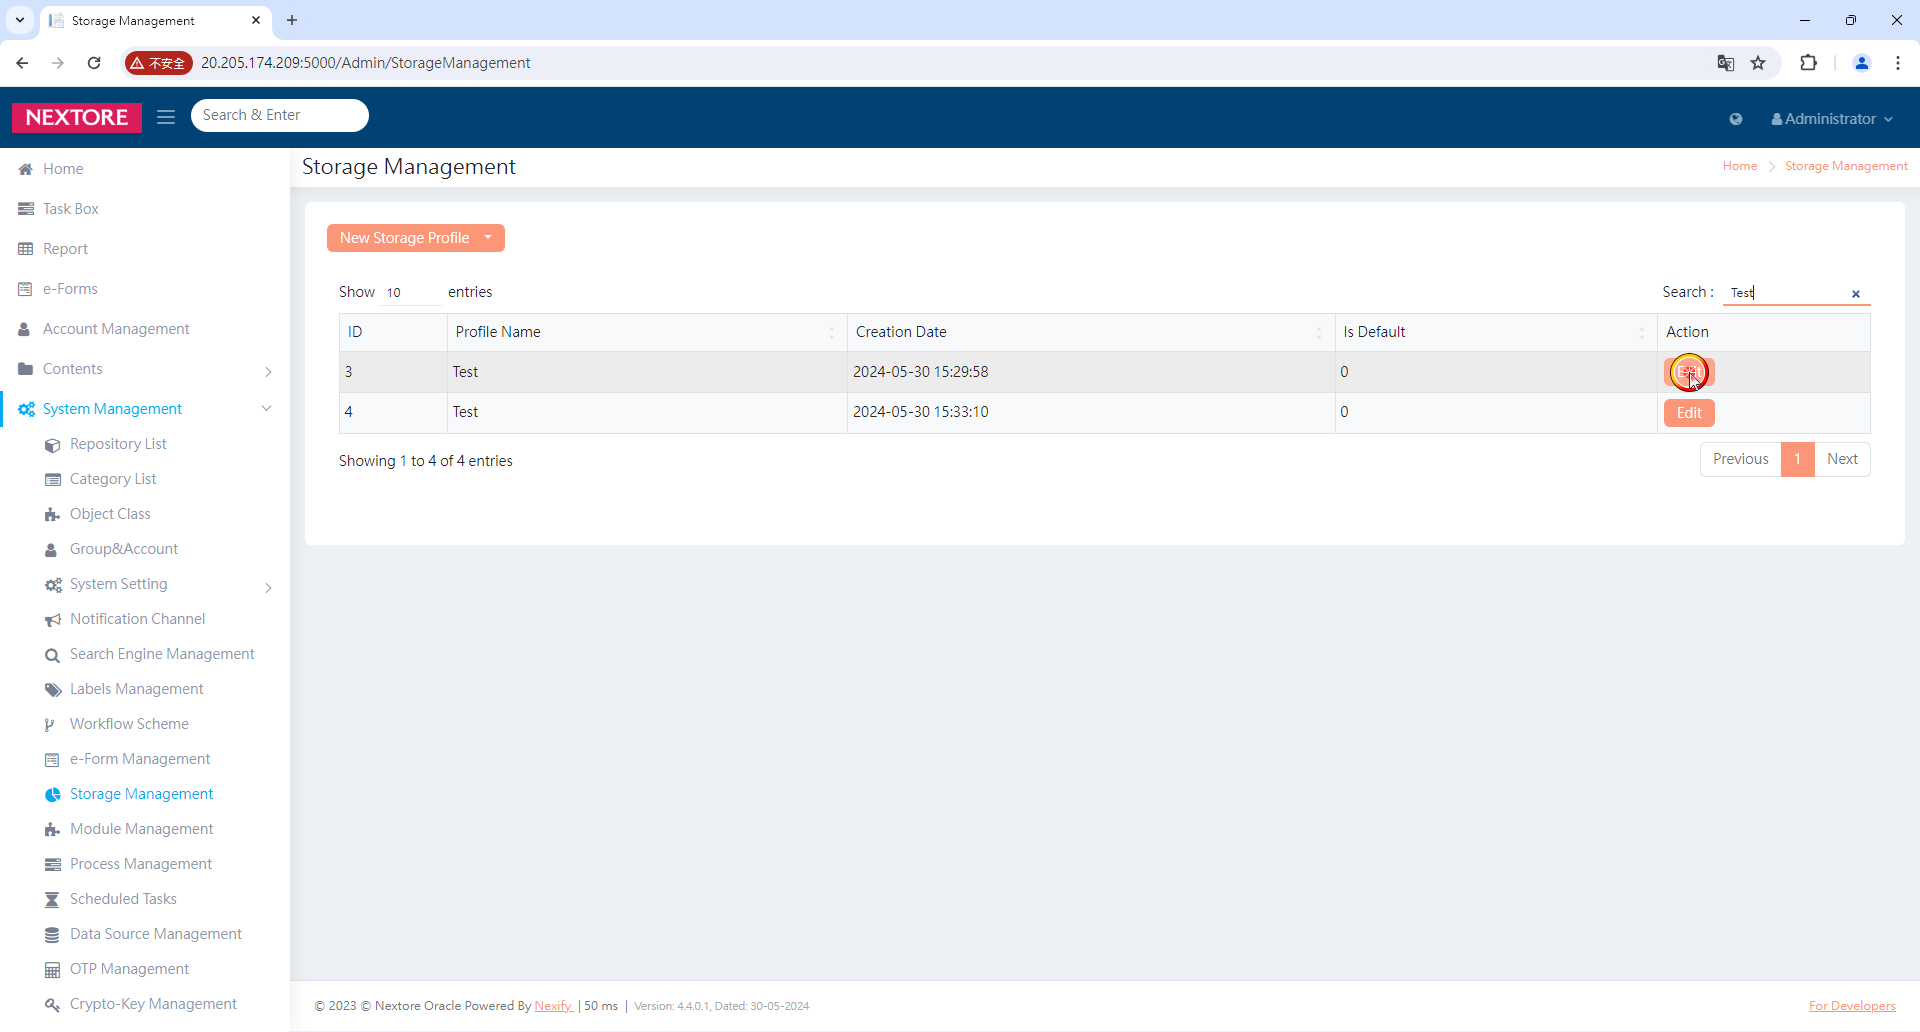 Storage Management
不安全 20.205.174.209:5000/Admin/StorageManagement
NEXTORE Search & Enter Administrator
Home
Task Box
Report
e-Forms
Account Management
Contents
System Management
Repository List
Category List
Object Class
Group&Account
System Setting
Notification Channel
Search Engine Management
Labels Management
Workflow Scheme
e-Form Management
Storage Management
Module Management
Process Management
Scheduled Tasks
Data Source Management
OTP Management
Crypto-Key Management
Storage Management Home Storage Management
New Storage Profile
Show 10 entries Search : Test
ID Profile Name Creation Date Is Default Action
3 Test 2024-05-30 15:29:58 0 Edit
4 Test 2024-05-30 15:33:10 0 Edit
Showing 1 to 4 of 4 entries Previous 1 Next
© 2023 © Nextore Oracle Powered By Nexify | 50 ms | Version: 4.4.0.1, Dated: 30-05-2024 For Developers